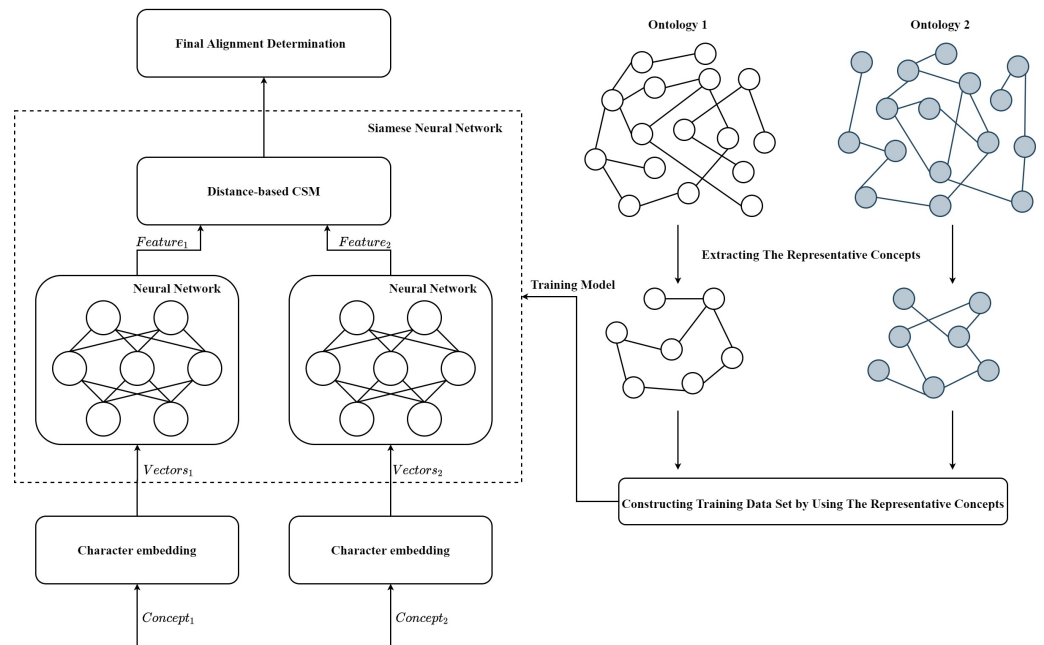 Final Alignment Determination
Siamese Neural Network
Distance-based CSM
Feature₁
Feature₂
Neural Network
Neural Network
Vectors₁
Vectors₂
Character embedding
Character embedding
Concept₁
Concept₂
Ontology 1
Ontology 2
Extracting The Representative Concepts
Training Model
Constructing Training Data Set by Using The Representative Concepts